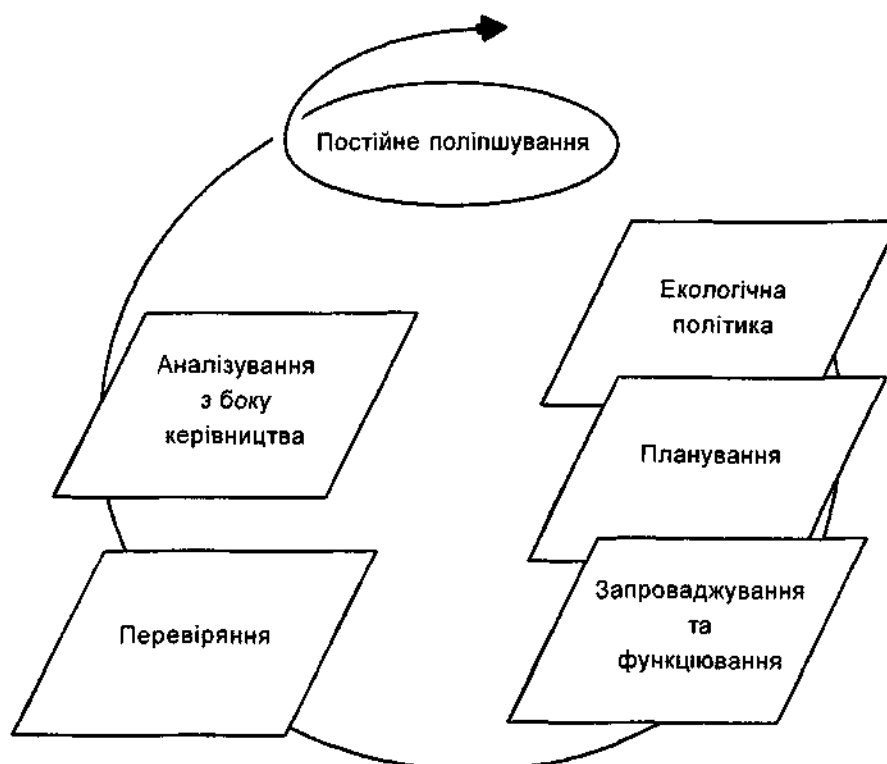 Постійне поліпшування
Екологічна
політика
Аналізування
з боку
керівництва
Планування
Запроваджування
та
функціювання
Перевіряння